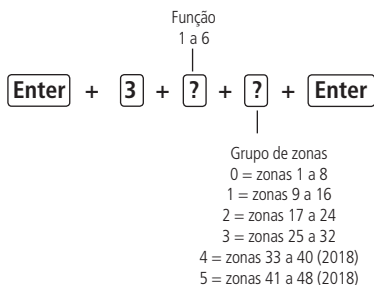 Função
1 a 6
Enter + 3 + ? + ? + Enter
Grupo de zonas
0 = zonas 1 a 8
1 = zonas 9 a 16
2 = zonas 17 a 24
3 = zonas 25 a 32
4 = zonas 33 a 40 (2018)
5 = zonas 41 a 48 (2018)